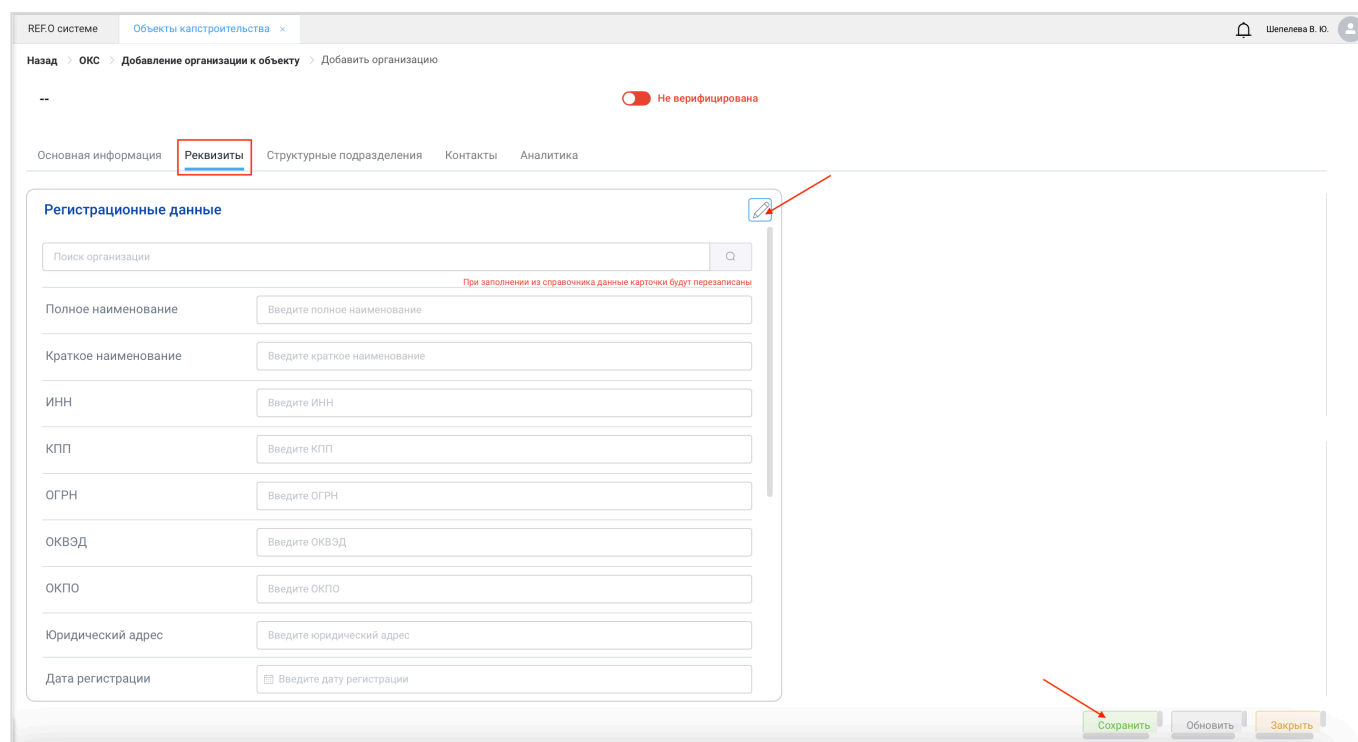 REF.О системе Объекты капстроительства × Шепелева В. Ю.
Назад > ОКС > Добавление организации к объекту > Добавить организацию
-- Не верифицирована
Основная информация Реквизиты Структурные подразделения Контакты Аналитика
Регистрационные данные
Поиск организации
При заполнении из справочника данные карточки будут перезаписаны
Полное наименование Введите полное наименование
Краткое наименование Введите краткое наименование
ИНН Введите ИНН
КПП Введите КПП
ОГРН Введите ОГРН
ОКВЭД Введите ОКВЭД
ОКПО Введите ОКПО
Юридический адрес Введите юридический адрес
Дата регистрации Введите дату регистрации
Сохранить Обновить Закрыть